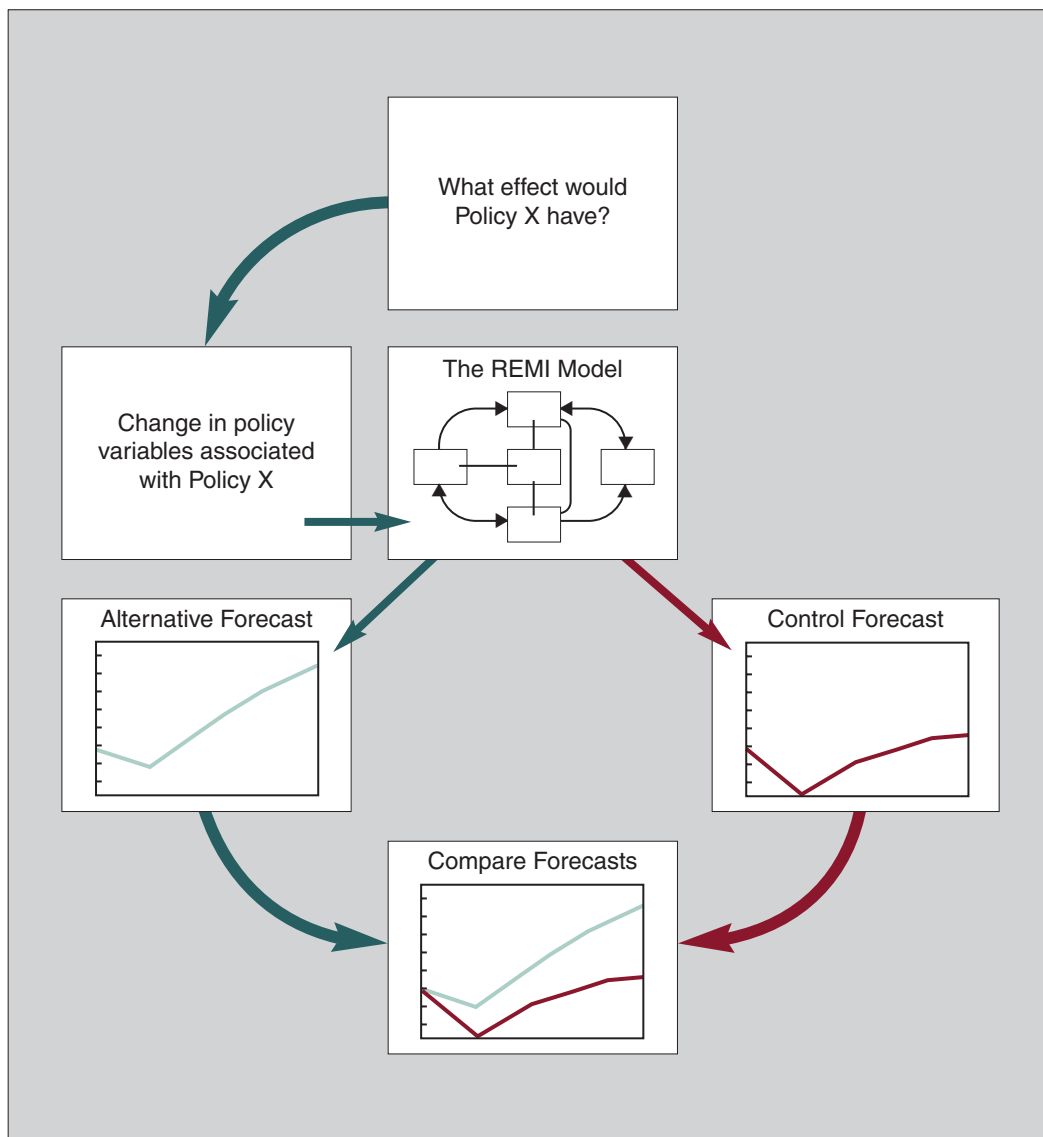 What effect would
Policy X have?
Change in policy
variables associated
with Policy X
The REMI Model
Alternative Forecast
Control Forecast
Compare Forecasts